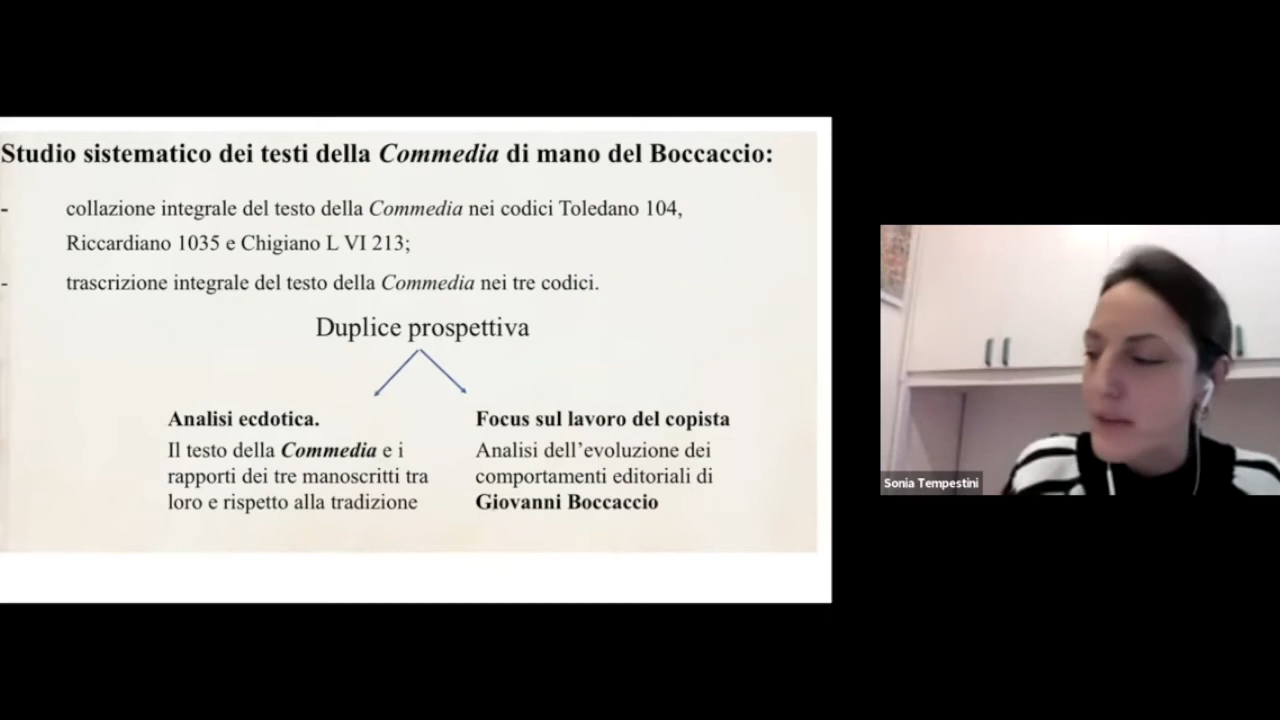 Studio sistematico dei testi della Commedia di mano del Boccaccio:
- collazione integrale del testo della Commedia nei codici Toledano 104,
Riccardiano 1035 e Chigiano L VI 213;
- trascrizione integrale del testo della Commedia nei tre codici.
Duplice prospettiva
Analisi ecdotica.
Il testo della Commedia e i
rapporti dei tre manoscritti tra
loro e rispetto alla tradizione
Focus sul lavoro del copista
Analisi dell’evoluzione dei
comportamenti editoriali di
Giovanni Boccaccio
Sonia Tempestini